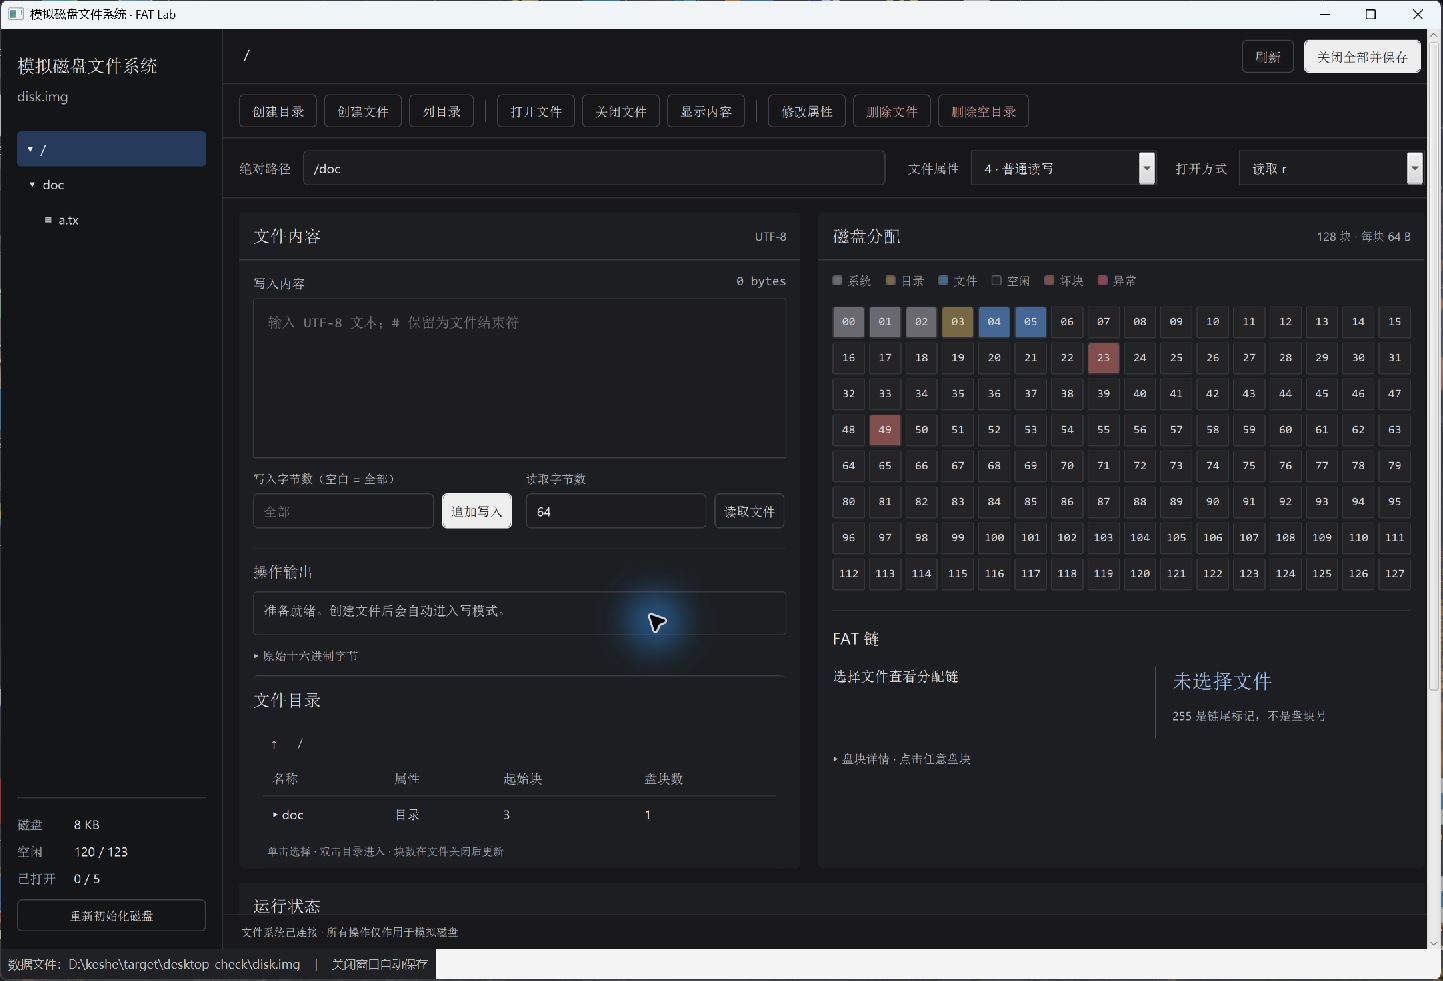 模拟磁盘文件系统 · FAT Lab
模拟磁盘文件系统
disk.img
/
doc
a.tx
磁盘 8 KB
空闲 120 / 123
已打开 0 / 5
重新初始化磁盘
/
刷新 关闭全部并保存
创建目录 创建文件 列目录 打开文件 关闭文件 显示内容 修改属性 删除文件 删除空目录
绝对路径 /doc 文件属性 4 · 普通读写 打开方式 读取 r
文件内容 UTF-8
写入内容 0 bytes
输入 UTF-8 文本；# 保留为文件结束符
写入字节数（空白 = 全部） 读取字节数
全部 追加写入 64 读取文件
操作输出
准备就绪。创建文件后会自动进入写模式。
原始十六进制字节
文件目录
↑ /
名称 属性 起始块 盘块数
doc 目录 3 1
单击选择 · 双击目录进入 · 块数在文件关闭后更新
磁盘分配 128 块 · 每块 64 B
系统 目录 文件 空闲 坏块 异常
00 01 02 03 04 05 06 07 08 09 10 11 12 13 14 15
16 17 18 19 20 21 22 23 24 25 26 27 28 29 30 31
32 33 34 35 36 37 38 39 40 41 42 43 44 45 46 47
48 49 50 51 52 53 54 55 56 57 58 59 60 61 62 63
64 65 66 67 68 69 70 71 72 73 74 75 76 77 78 79
80 81 82 83 84 85 86 87 88 89 90 91 92 93 94 95
96 97 98 99 100 101 102 103 104 105 106 107 108 109 110 111
112 113 114 115 116 117 118 119 120 121 122 123 124 125 126 127
FAT 链
选择文件查看分配链
未选择文件
255 是链尾标记，不是盘块号
盘块详情 · 点击任意盘块
运行状态
文件系统已连接 · 所有操作仅作用于模拟磁盘
数据文件：D:\keshe\target\desktop-check\disk.img | 关闭窗口自动保存